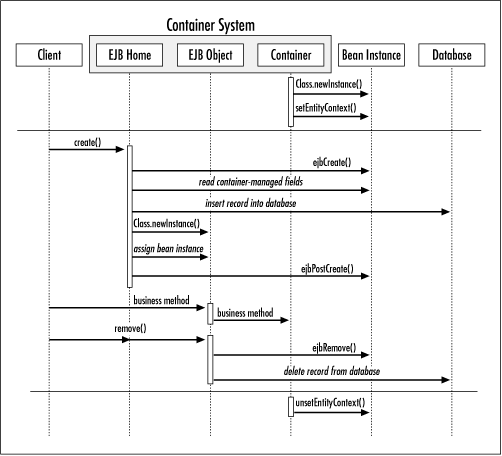 Container System
Client
EJB Home
EJB Object
Container
Bean Instance
Database
Class.newInstance()
setEntityContext()
create()
ejbCreate()
read container-managed fields
insert record into database
Class.newInstance()
assign bean instance
ejbPostCreate()
business method
business method
remove()
ejbRemove()
delete record from database
unsetEntityContext()